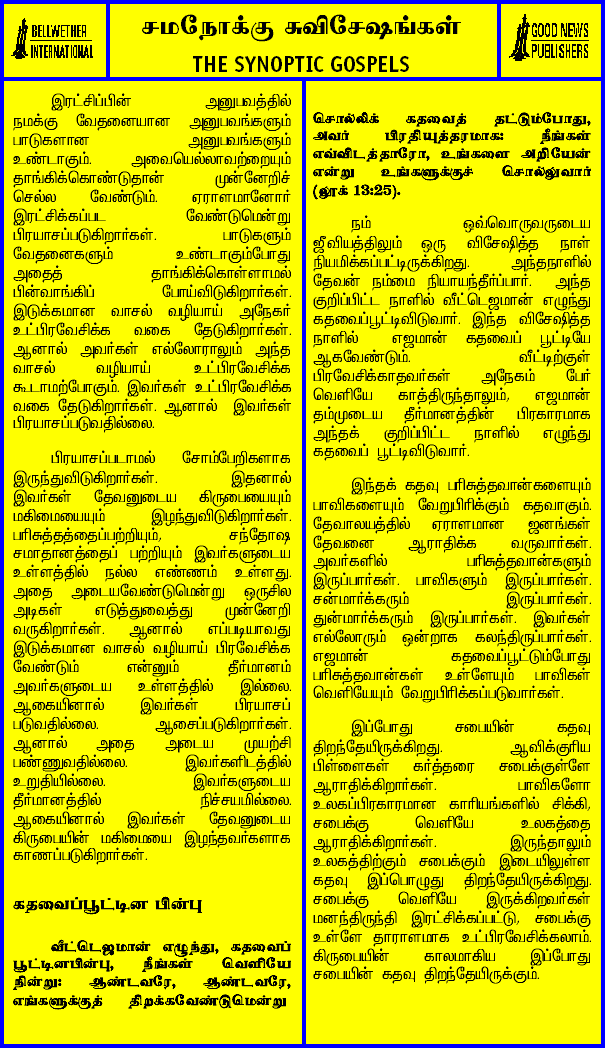 BELLWETHER
INTERNATIONAL
சமநோக்கு சுவிசேஷங்கள்
THE SYNOPTIC GOSPELS
GOOD NEWS
PUBLISHERS
இரட்சிப்பின் அனுபவத்தில்
நமக்கு வேதனையான அனுபவங்களும்
பாடுகளான அனுபவங்களும்
உண்டாகும். அவையெல்லாவற்றையும்
தாங்கிக்கொண்டுதான் முன்னேறிச்
செல்ல வேண்டும். ஏராளமானோர்
இரட்சிக்கப்பட வேண்டுமென்று
பிரயாசப்படுகிறார்கள். பாடுகளும்
வேதனைகளும் உண்டாகும்போது
அதைத் தாங்கிக்கொள்ளாமல்
பின்வாங்கிப் போய்விடுகிறார்கள்.
இடுக்கமான வாசல் வழியாய் அநேகர்
உட்பிரவேசிக்க வகை தேடுகிறார்கள்.
ஆனால் அவர்கள் எல்லோராலும் அந்த
வாசல் வழியாய் உட்பிரவேசிக்க
கூடாமற்போகும். இவர்கள் உட்பிரவேசிக்க
வகை தேடுகிறார்கள். ஆனால் இவர்கள்
பிரயாசப்படுவதில்லை.
பிரயாசப்படாமல் சோம்பேறிகளாக
இருந்துவிடுகிறார்கள். இதனால்
இவர்கள் தேவனுடைய கிருபையையும்
மகிமையையும் இழந்துவிடுகிறார்கள்.
பரிசுத்தத்தைப்பற்றியும், சந்தோஷ
சமாதானத்தைப் பற்றியும் இவர்களுடைய
உள்ளத்தில் நல்ல எண்ணம் உள்ளது.
அதை அடையவேண்டுமென்று ஒருசில
அடிகள் எடுத்துவைத்து முன்னேறி
வருகிறார்கள். ஆனால் எப்படியாவது
இடுக்கமான வாசல் வழியாய் பிரவேசிக்க
வேண்டும் என்னும் தீர்மானம்
அவர்களுடைய உள்ளத்தில் இல்லை.
ஆகையினால் இவர்கள் பிரயாசப்
படுவதில்லை. ஆசைப்படுகிறார்கள்.
ஆனால் அதை அடைய முயற்சி
பண்ணுவதில்லை. இவர்களிடத்தில்
உறுதியில்லை. இவர்களுடைய
தீர்மானத்தில் நிச்சயமில்லை.
ஆகையினால் இவர்கள் தேவனுடைய
கிருபையின் மகிமையை இழந்தவர்களாக
காணப்படுகிறார்கள்.
கதவைப்பூட்டின பின்பு
வீட்டெஜமான் எழுந்து, கதவைப்
பூட்டினபின்பு, நீங்கள் வெளியே
நின்று: ஆண்டவரே, ஆண்டவரே,
எங்களுக்குத் திறக்கவேண்டுமென்று
சொல்லிக் கதவைத் தட்டும்போது,
அவர் பிரதியுத்தரமாக: நீங்கள்
எவ்விடத்தாரோ, உங்களை அறியேன்
என்று உங்களுக்குச் சொல்லுவார்
(லூக் 13:25).
நம் ஒவ்வொருவருடைய
ஜீவியத்திலும் ஒரு விசேஷித்த நாள்
நியமிக்கப்பட்டிருக்கிறது. அந்தநாளில்
தேவன் நம்மை நியாயந்தீர்ப்பார். அந்த
குறிப்பிட்ட நாளில் வீட்டெஜமான் எழுந்து
கதவைப்பூட்டிவிடுவார். இந்த விசேஷித்த
நாளில் எஜமான் கதவைப் பூட்டியே
ஆகவேண்டும். வீட்டிற்குள்
பிரவேசிக்காதவர்கள் அநேகம் பேர்
வெளியே காத்திருந்தாலும், எஜமான்
தம்முடைய தீர்மானத்தின் பிரகாரமாக
அந்தக் குறிப்பிட்ட நாளில் எழுந்து
கதவைப் பூட்டிவிடுவார்.
இந்தக் கதவு பரிசுத்தவான்களையும்
பாவிகளையும் வேறுபிரிக்கும் கதவாகும்.
தேவாலயத்தில் ஏராளமான ஜனங்கள்
தேவனை ஆராதிக்க வருவார்கள்.
அவர்களில் பரிசுத்தவான்களும்
இருப்பார்கள். பாவிகளும் இருப்பார்கள்.
சன்மார்க்கரும் இருப்பார்கள்.
துன்மார்க்கரும் இருப்பார்கள். இவர்கள்
எல்லோரும் ஒன்றாக கலந்திருப்பார்கள்.
எஜமான் கதவைப்பூட்டும்போது
பரிசுத்தவான்கள் உள்ளேயும் பாவிகள்
வெளியேயும் வேறுபிரிக்கப்படுவார்கள்.
இப்போது சபையின் கதவு
திறந்தேயிருக்கிறது. ஆவிக்குரிய
பிள்ளைகள் கர்த்தரை சபைக்குள்ளே
ஆராதிக்கிறார்கள். பாவிகளோ
உலகப்பிரகாரமான காரியங்களில் சிக்கி,
சபைக்கு வெளியே உலகத்தை
ஆராதிக்கிறார்கள். இருந்தாலும்
உலகத்திற்கும் சபைக்கும் இடையிலுள்ள
கதவு இப்பொழுது திறந்தேயிருக்கிறது.
சபைக்கு வெளியே இருக்கிறவர்கள்
மனந்திருந்தி இரட்சிக்கப்பட்டு, சபைக்கு
உள்ளே தாராளமாக உட்பிரவேசிக்கலாம்.
கிருபையின் காலமாகிய இப்போது
சபையின் கதவு திறந்தேயிருக்கும்.